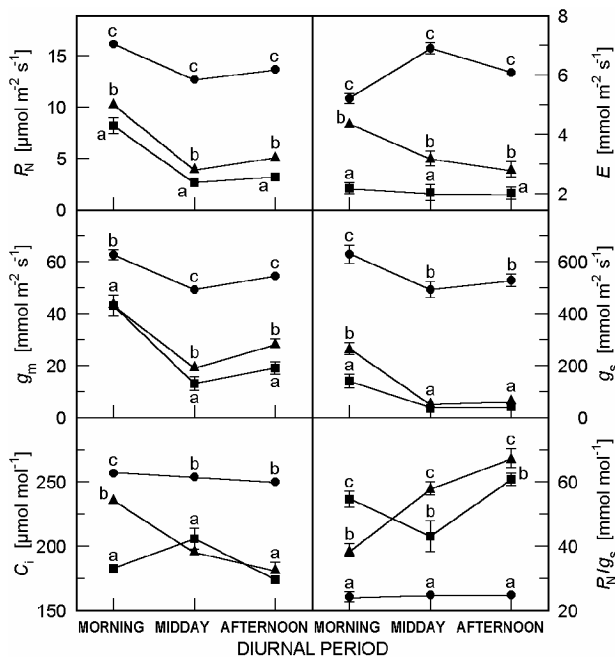 P_N [µmol m⁻² s⁻¹]
15
10
5
0
c c c
b b b
a a a
E [mmol m⁻² s⁻¹]
8
6
4
2
c c c
b b b
a a a
g_m [mmol m⁻² s⁻¹]
60
40
20
0
b c c
a b b
a a
g_s [mmol m⁻² s⁻¹]
600
400
200
0
c b b
b a a
a
C_i [µmol mol⁻¹]
250
200
150
c b b
b a a
a
P_N/g_s [µmol mol⁻¹]
60
40
20
c c c
b b b
a a a
MORNING MIDDAY AFTERNOON MORNING MIDDAY AFTERNOON
DIURNAL PERIOD